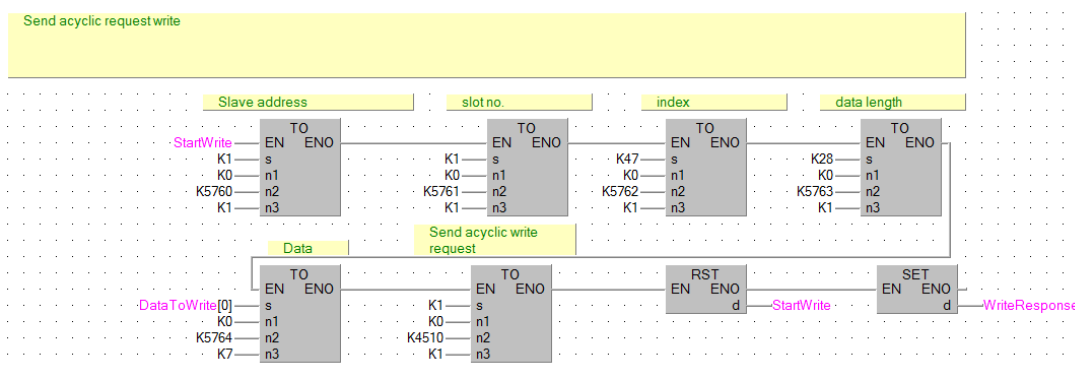 Send acyclic request write
Slave address
slot no.
index
data length
TO
TO
TO
TO
StartWrite EN ENO
EN ENO
EN ENO
EN ENO
K1 s
K1 s
K47 s
K28 s
K0 n1
K0 n1
K0 n1
K0 n1
K5760 n2
K5761 n2
K5762 n2
K5763 n2
K1 n3
K1 n3
K1 n3
K1 n3
Data
Send acyclic write
request
TO
TO
RST
SET
EN ENO
EN ENO
EN ENO
EN ENO
DataToWrite[0] s
K1 s
d StartWrite
d WriteResponse
K0 n1
K0 n1
K5764 n2
K4510 n2
K7 n3
K1 n3